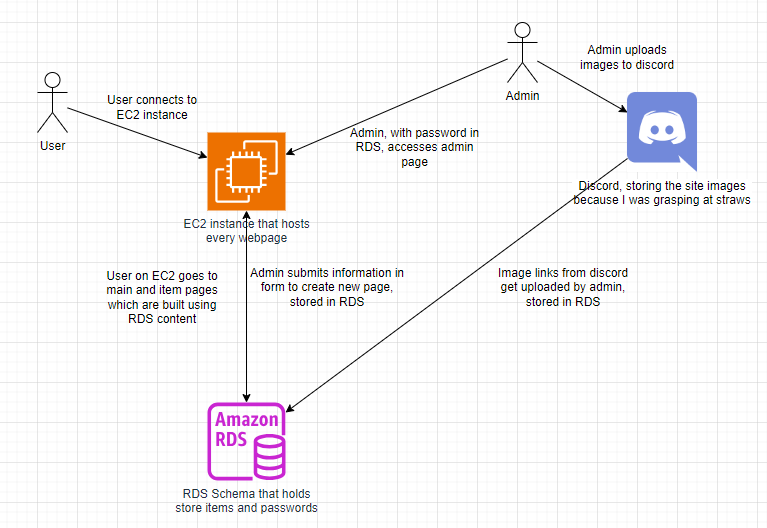 Admin uploads
images to discord
User connects to
EC2 instance
Admin
User
Admin, with password in
RDS, accesses admin
page
Discord, storing the site images
because I was grasping at straws
EC2 instance that hosts
every webpage
User on EC2 goes to
main and item pages
which are built using
RDS content
Admin submits information in
form to create new page,
stored in RDS
Image links from discord
get uploaded by admin,
stored in RDS
Amazon
RDS
RDS Schema that holds
store items and passwords